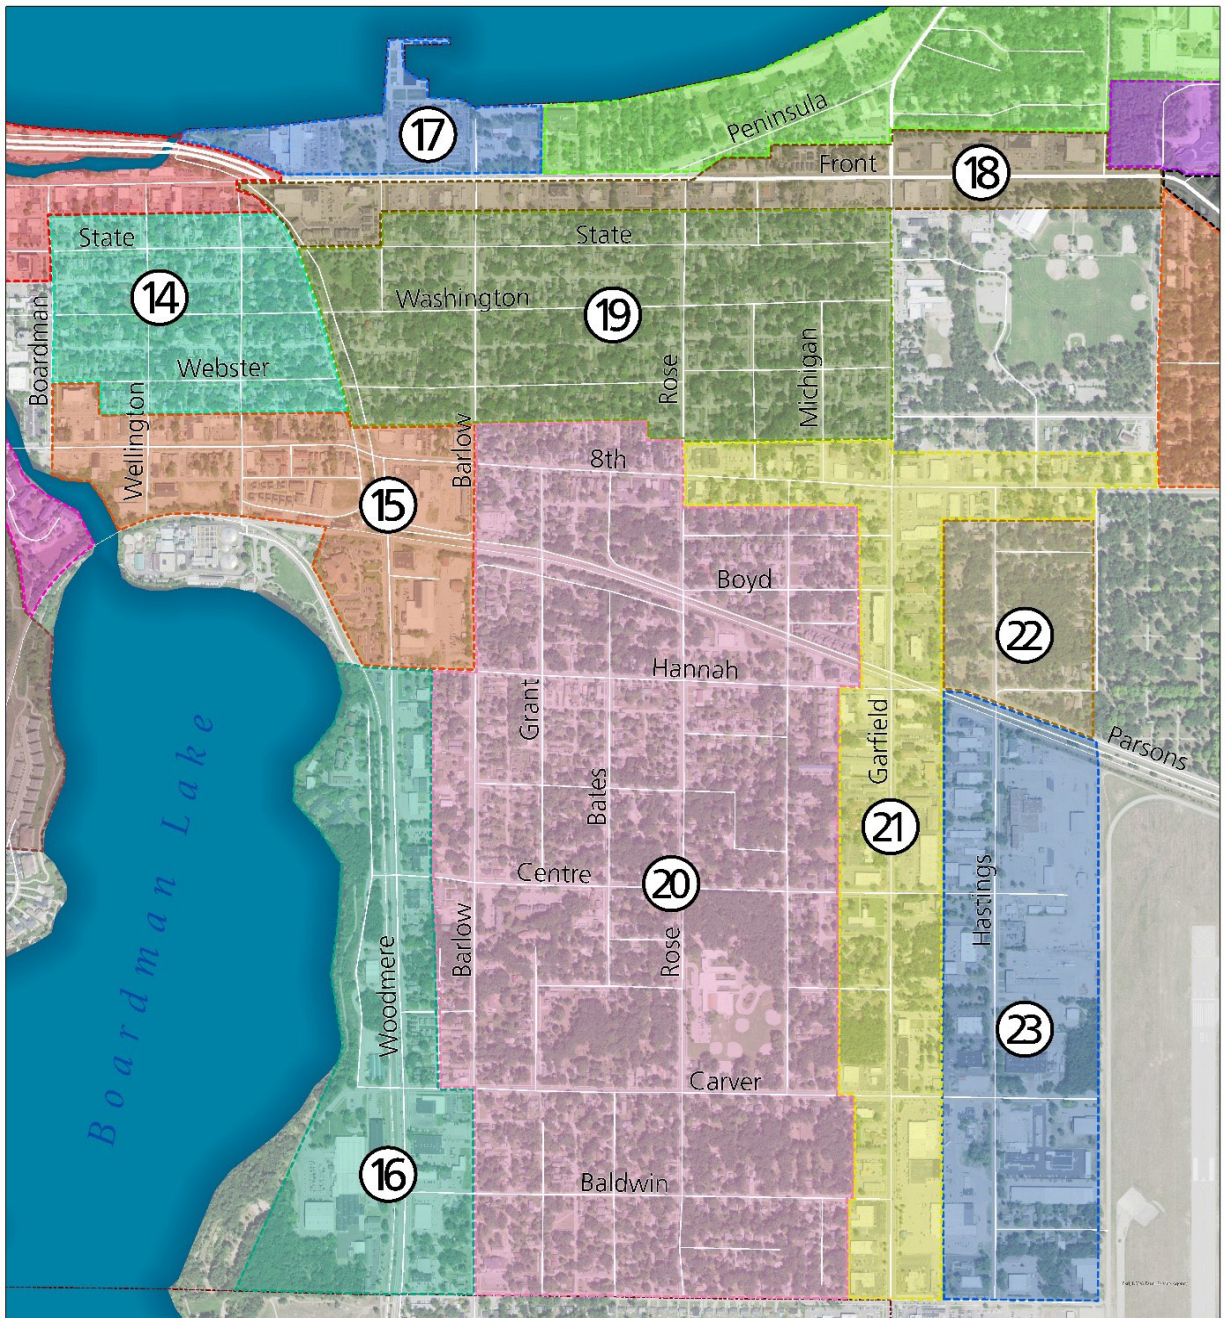 17
Peninsula
Front
18
State
State
14
Washington
19
Boardman
Webster
Rose
Michigan
Wellington
Barlow
8th
15
Boyd
22
Hannah
Grant
Garfield
Parsons
Boardman Lake
Bates
21
Centre
20
Hastings
Barlow
Rose
Woodmere
23
Carver
16
Baldwin